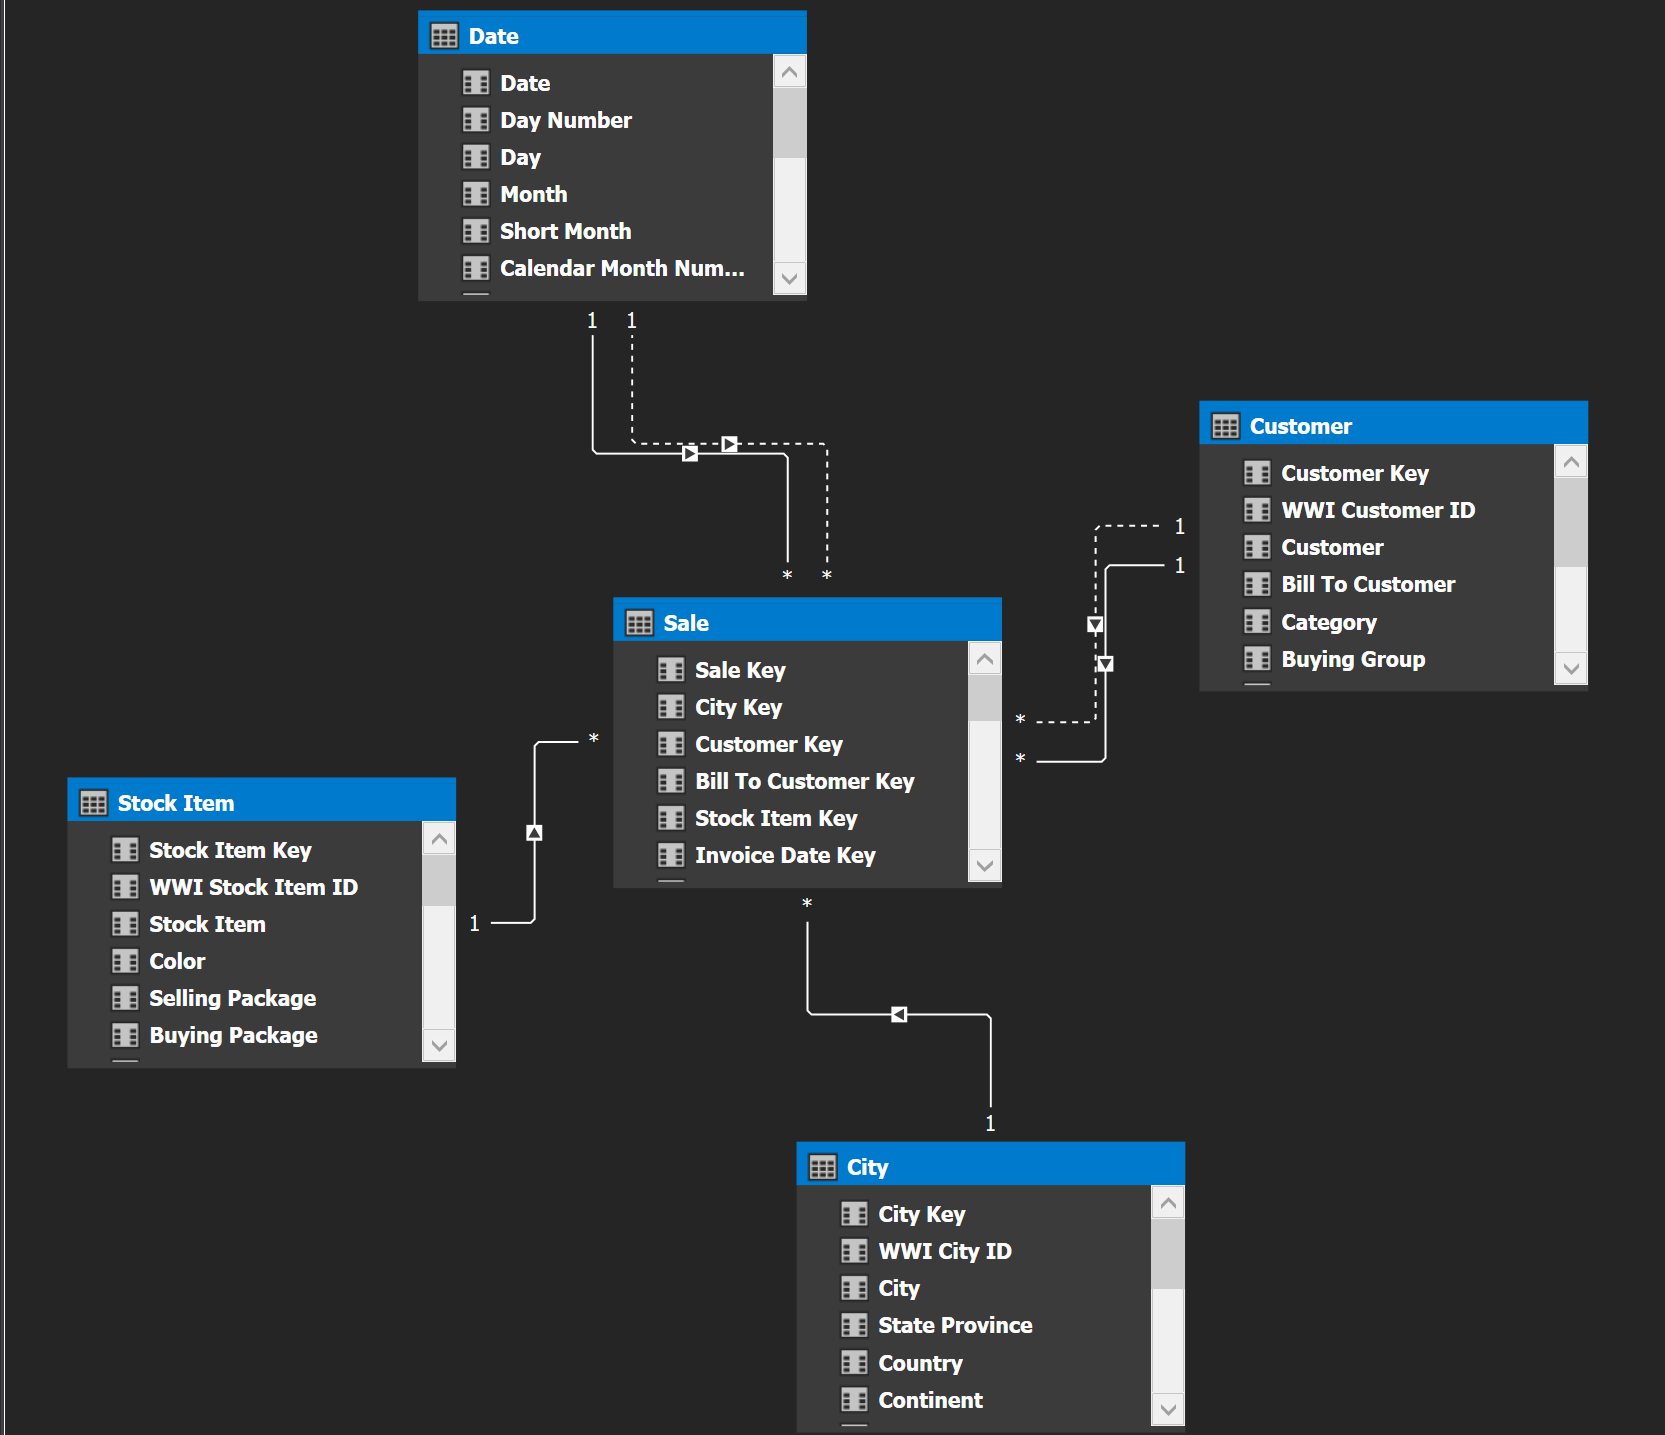 Date
Date
Day Number
Day
Month
Short Month
Calendar Month Num...
1 1
* *
Customer
Customer Key
WWI Customer ID
Customer
Bill To Customer
Category
Buying Group
1
1
*
*
Sale
Sale Key
City Key
Customer Key
Bill To Customer Key
Stock Item Key
Invoice Date Key
*
*
Stock Item
Stock Item Key
WWI Stock Item ID
Stock Item
Color
Selling Package
Buying Package
1
1
City
City Key
WWI City ID
City
State Province
Country
Continent